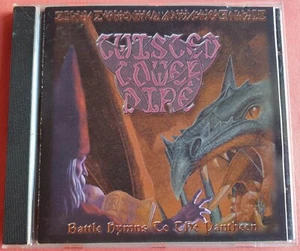 TWISTED
TOWER
DIRE
Battle Hymns To The Pantheon